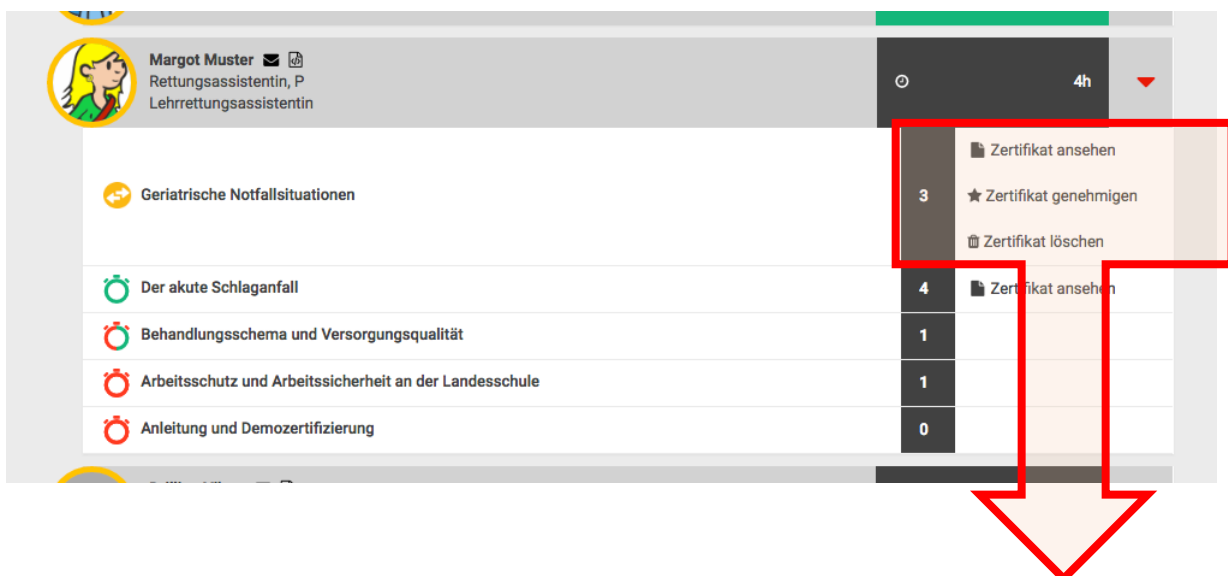 Margot Muster
Rettungsassistentin, P
Lehrrettungsassistentin
4h
Geriatrische Notfallsituationen
3
Zertifikat ansehen
Zertifikat genehmigen
Zertifikat löschen
Der akute Schlaganfall
4
Zertifikat ansehen
Behandlungsschema und Versorgungsqualität
1
Arbeitsschutz und Arbeitssicherheit an der Landesschule
1
Anleitung und Demozertifizierung
0